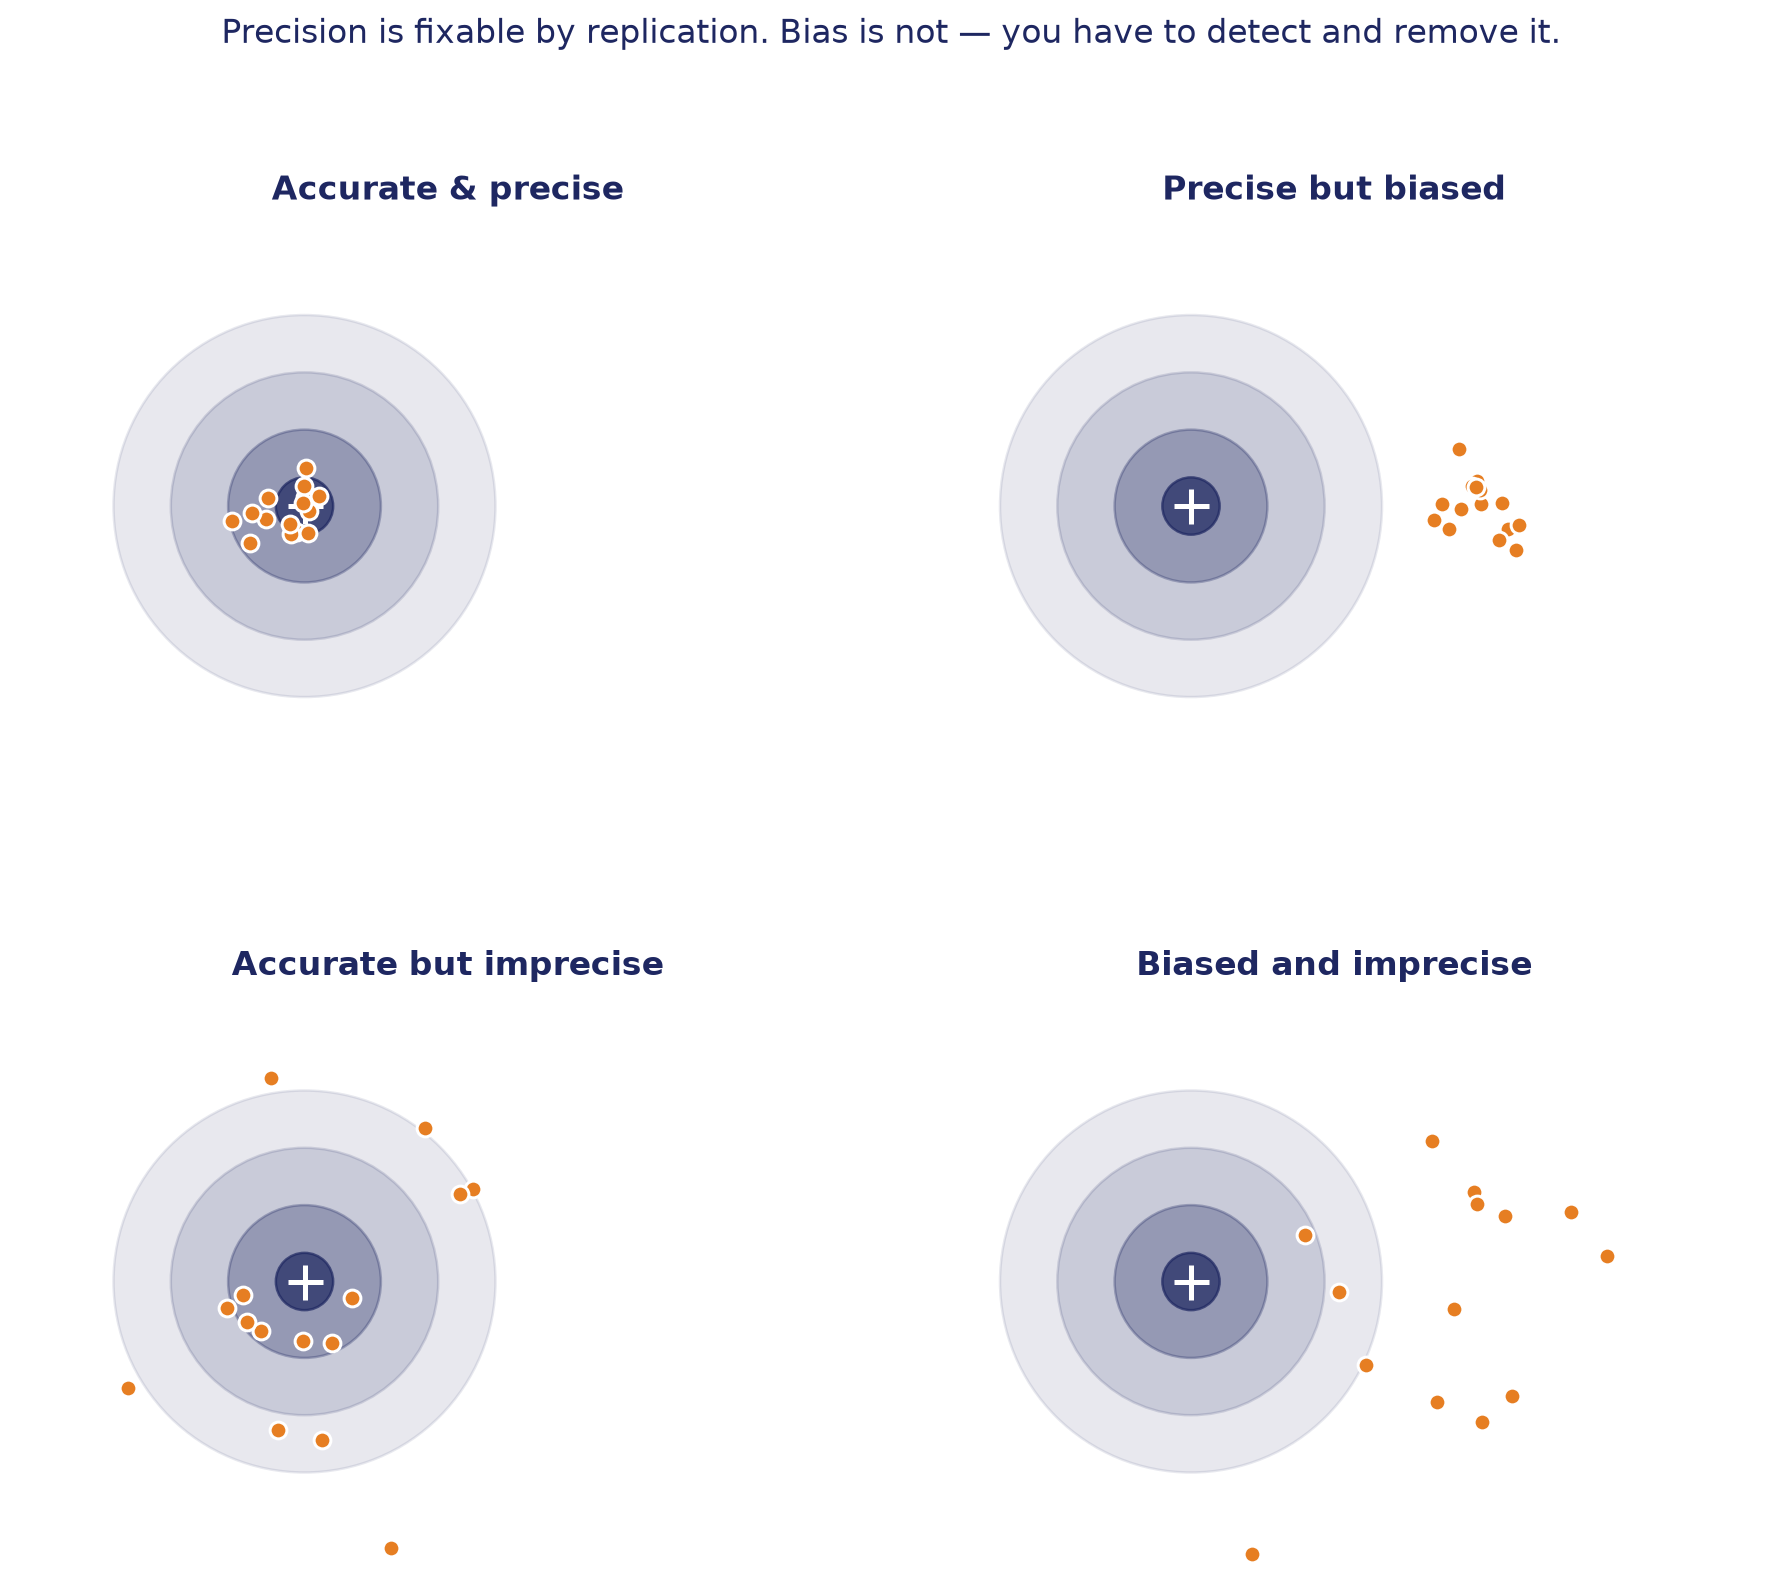 Precision is fixable by replication. Bias is not — you have to detect and remove it.
Accurate & precise
Precise but biased
Accurate but imprecise
Biased and imprecise